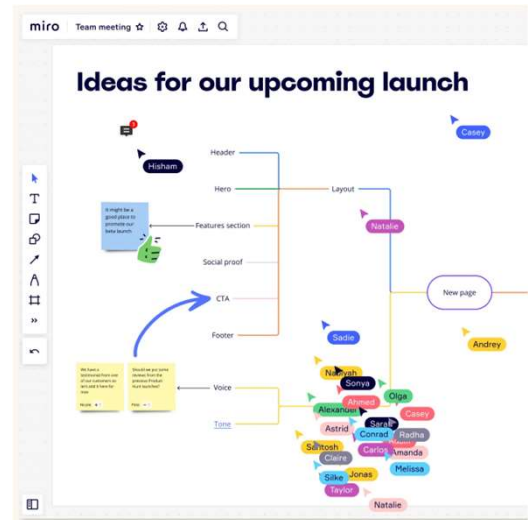 miro
Team meeting
Ideas for our upcoming launch
Casey
Hisham
Header
Hero
Layout
It might be a
good place to
promote our
beta launch
Natalie
Features section
Social proof
New page
CTA
Footer
Sadie
Andrey
Sonya
Voice
Olga
Ahmed
Alexander
Casey
Sarah
Tone
Astrid
Conrad
Radha
Santosh
Carlos
Amanda
Claire
Melissa
Silke
Jonas
Taylor
Natalie